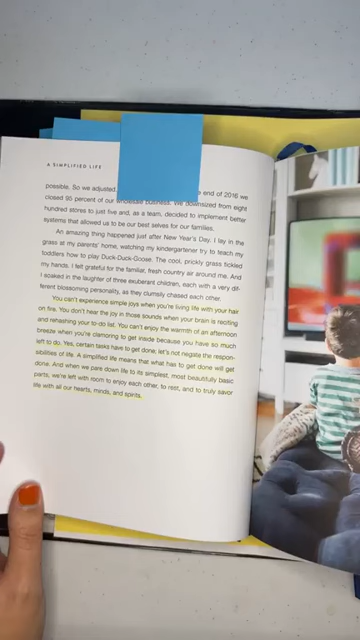 A SIMPLIFIED LIFE
possible. So we adjusted. end of 2016 we
closed 95 percent of our wholesale business. We downsized from eight
hundred stores to just five and, as a team, decided to implement better
systems that allowed us to be our best selves for our families.
An amazing thing happened just after New Year's Day. I lay in the
grass at my parents' home, watching my kindergartener try to teach my
toddlers how to play Duck-Duck-Goose. The cool, prickly grass tickled
my hands. I felt grateful for the familiar, fresh country air around me. And
I soaked in the laughter of three exuberant children, each with a very dif-
ferent blossoming personality, as they clumsily chased each other.
You can't experience simple joys when you're living life with your hair
on fire. You don't hear the joy in those sounds when your brain is reciting
and rehashing your to-do list. You can't enjoy the warmth of an afternoon
breeze when you're clamoring to get inside because you have so much
left to do. Yes, certain tasks have to get done, let's not negate the respon-
sibilities of life. A simplified life means that what has to get done will get
done. And when we pare down life to its simplest, most beautifully basic
parts, we're left with room to enjoy each other, to rest, and to truly savor
life with all our hearts, minds, and spirits.